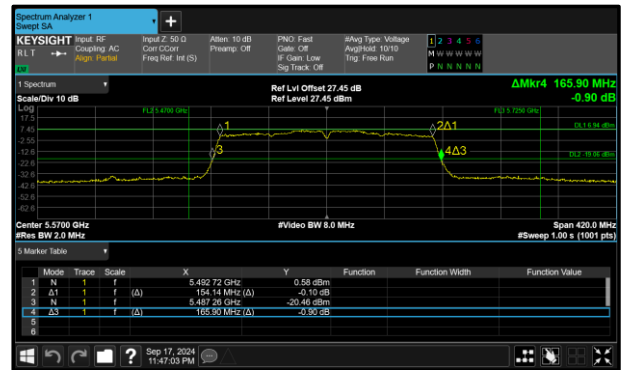 Spectrum Analyzer 1
Swept SA
+
KEYSIGHT Input: RF Input Z: 50 Ω Atten: 10 dB PNO: Fast #Avg Type: Voltage 1 2 3 4 5 6
RLT Coupling: AC Corr CCorr Preamp: Off Gate: Off Avg|Hold: 10/10 M W W W W W
Align: Partial Freq Ref: Int (S) IF Gain: Low Trig: Free Run
Sig Track: Off P N N N N N
LXI
1 Spectrum Ref Lvl Offset 27.45 dB ΔMkr4 165.90 MHz
Scale/Div 10 dB Ref Level 27.45 dBm -0.90 dB
Log
17.5 FL2 5.4700 GHz FL3 5.7250 GHz
7.45 1 2Δ1 DL1 6.94 dBm
-2.55
-12.5 3 4Δ3 DL2 -19.06 dBm
-22.6
-32.6
-42.6
-52.6
-62.6
Center 5.5700 GHz #Video BW 8.0 MHz Span 420.0 MHz
#Res BW 2.0 MHz #Sweep 1.00 s (1001 pts)
5 Marker Table
Mode Trace Scale X Y Function Function Width Function Value
1 N 1 f 5.492 72 GHz 0.58 dBm
2 Δ1 1 f (Δ) 154.14 MHz (Δ) -0.10 dB
3 N 1 f 5.487 26 GHz -20.46 dBm
4 Δ3 1 f (Δ) 165.90 MHz (Δ) -0.90 dB
5
6
? Sep 17, 2024
11:47:03 PM